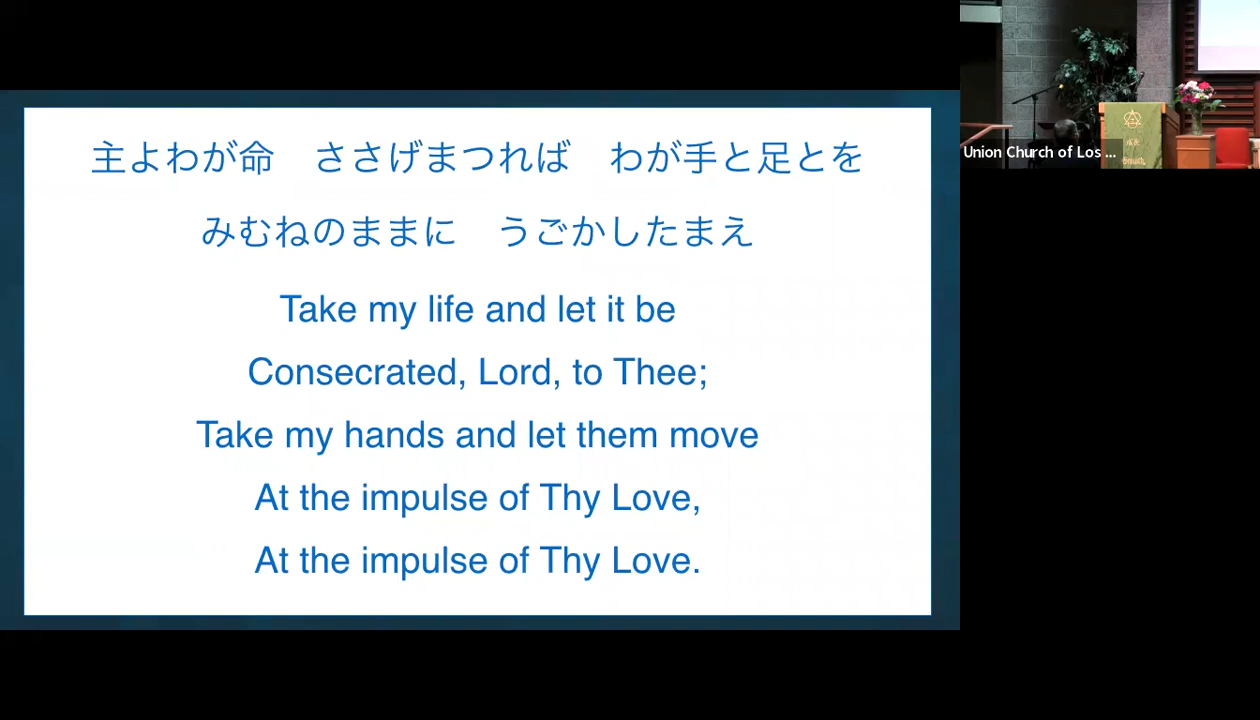 主よわが命　ささげまつれば　わが手と足とを
みむねのままに　うごかしたまえ
Take my life and let it be
Consecrated, Lord, to Thee;
Take my hands and let them move
At the impulse of Thy Love,
At the impulse of Thy Love.
Union Church of Los ...